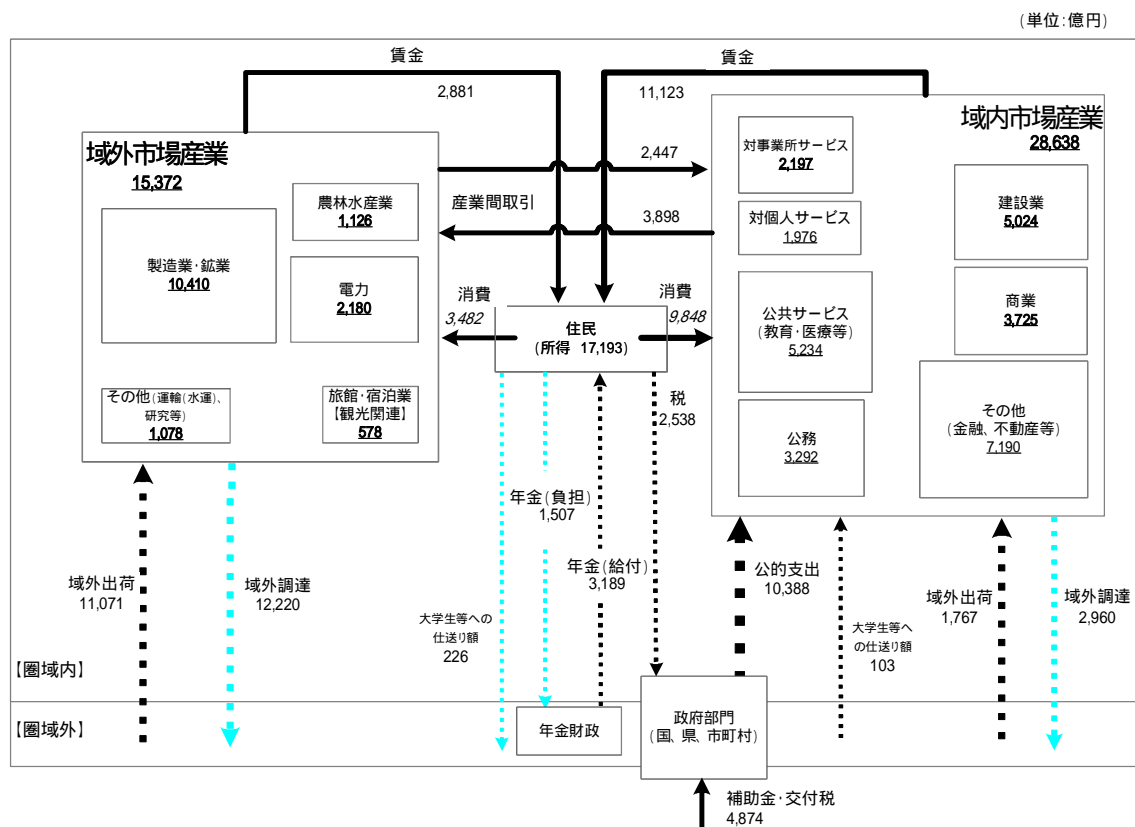 (単位:億円)
賃金
2,881
賃金
11,123
域外市場産業
15,372
農林水産業
1,126
製造業・鉱業
10,410
電力
2,180
その他(運輸(水運)、
研究等)
1,078
旅館・宿泊業
【観光関連】
578
2,447
産業間取引
3,898
域内市場産業
28,638
対事業所サービス
2,197
対個人サービス
1,976
建設業
5,024
公共サービス
(教育・医療等)
5,234
商業
3,725
公務
3,292
その他
(金融、不動産等)
7,190
消費
3,482
住民
(所得 17,193)
消費
9,848
税
2,538
年金(負担)
1,507
年金(給付)
3,189
大学生等への
仕送り額
226
域外出荷
11,071
域外調達
12,220
公的支出
10,388
大学生等へ
の仕送り額
103
域外出荷
1,767
域外調達
2,960
【圏域内】
【圏域外】
年金財政
政府部門
(国、県、市町村)
補助金・交付税
4,874